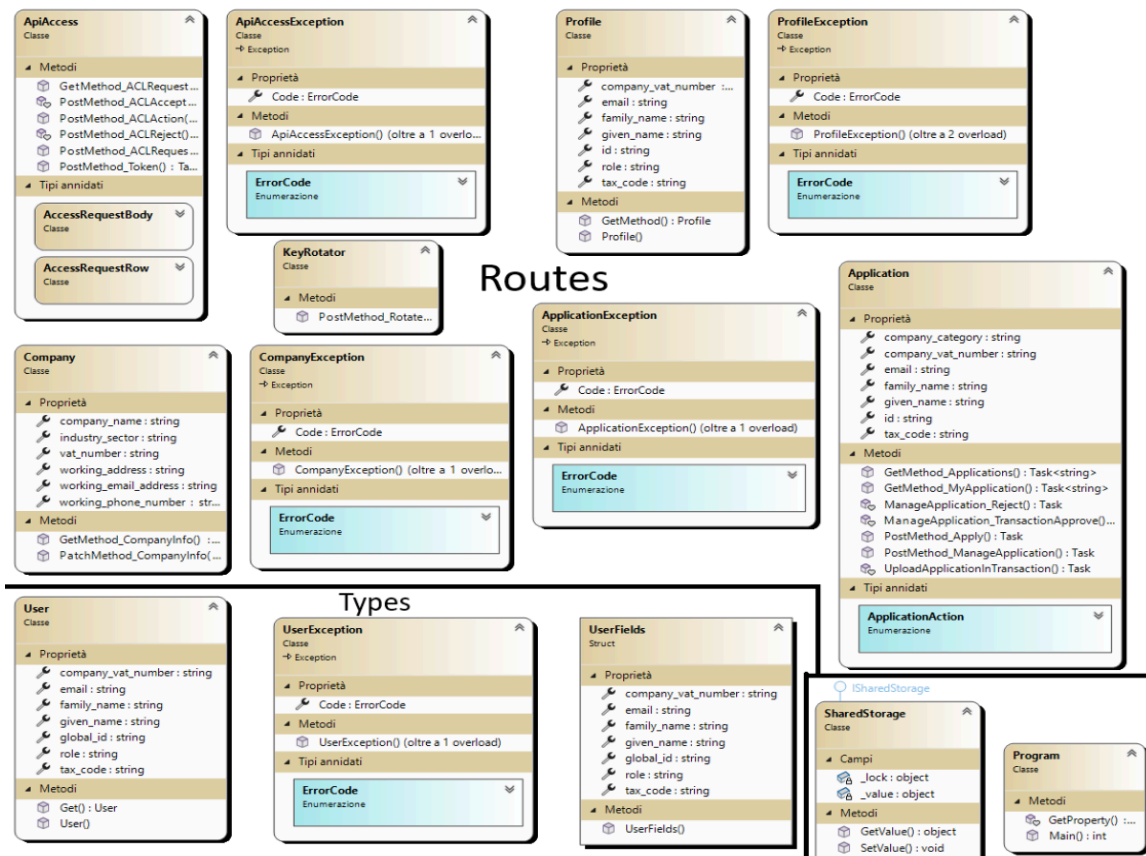 ApiAccess
Classe
Metodi
GetMethod_ACLRequest...
PostMethod_ACLAccept...
PostMethod_ACLAction(...
PostMethod_ACLReject()...
PostMethod_ACLReques...
PostMethod_Token() : Ta...
Tipi annidati
AccessRequestBody
Classe
AccessRequestRow
Classe
ApiAccessException
Classe
Exception
Proprietà
Code : ErrorCode
Metodi
ApiAccessException() (oltre a 1 overlo...
Tipi annidati
ErrorCode
Enumerazione
KeyRotator
Classe
Metodi
PostMethod_Rotate...
Profile
Classe
Proprietà
company_vat_number :...
email : string
family_name : string
given_name : string
id : string
role : string
tax_code : string
Metodi
GetMethod() : Profile
Profile()
ProfileException
Classe
Exception
Proprietà
Code : ErrorCode
Metodi
ProfileException() (oltre a 2 overload)
Tipi annidati
ErrorCode
Enumerazione
Routes
Company
Classe
Proprietà
company_name : string
industry_sector : string
vat_number : string
working_address : string
working_email_address : string
working_phone_number : str...
Metodi
GetMethod_CompanyInfo() :...
PatchMethod_CompanyInfo(...
CompanyException
Classe
Exception
Proprietà
Code : ErrorCode
Metodi
CompanyException() (oltre a 1 overlo...
Tipi annidati
ErrorCode
Enumerazione
ApplicationException
Classe
Exception
Proprietà
Code : ErrorCode
Metodi
ApplicationException() (oltre a 1 overload)
Tipi annidati
ErrorCode
Enumerazione
Application
Classe
Proprietà
company_category : string
company_vat_number : string
email : string
family_name : string
given_name : string
id : string
tax_code : string
Metodi
GetMethod_Applications() : Task<string>
GetMethod_MyApplication() : Task<string>
ManageApplication_Reject() : Task
ManageApplication_TransactionApprove()...
PostMethod_Apply() : Task
PostMethod_ManageApplication() : Task
UploadApplicationInTransaction() : Task
Tipi annidati
ApplicationAction
Enumerazione
Types
User
Classe
Proprietà
company_vat_number : string
email : string
family_name : string
given_name : string
global_id : string
role : string
tax_code : string
Metodi
Get() : User
User()
UserException
Classe
Exception
Proprietà
Code : ErrorCode
Metodi
UserException() (oltre a 1 overload)
Tipi annidati
ErrorCode
Enumerazione
UserFields
Struct
Proprietà
company_vat_number : string
email : string
family_name : string
given_name : string
global_id : string
role : string
tax_code : string
Metodi
UserFields()
ISharedStorage
SharedStorage
Classe
Campi
_lock : object
_value : object
Metodi
GetValue() : object
SetValue() : void
Program
Classe
Metodi
GetProperty() :...
Main() : int